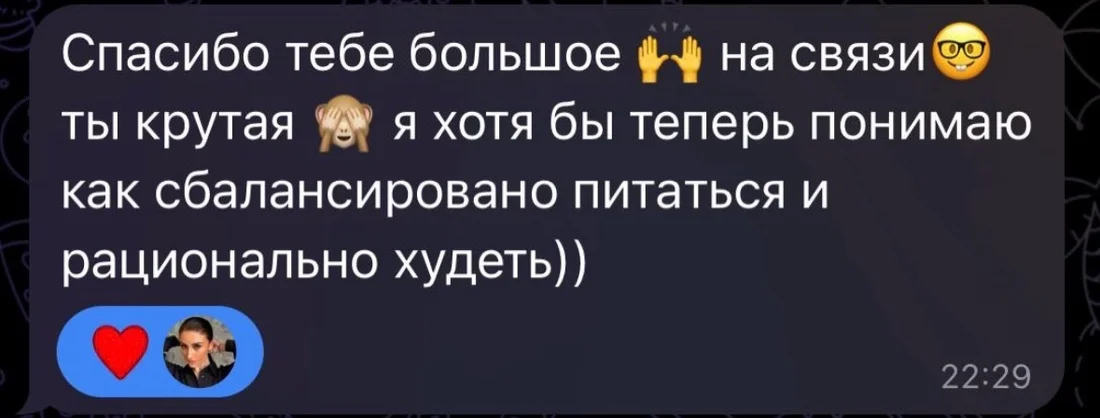 Спасибо тебе большое 🙌 на связи🤓
ты крутая 🙈 я хотя бы теперь понимаю
как сбалансировано питаться и
рационально худеть))
22:29